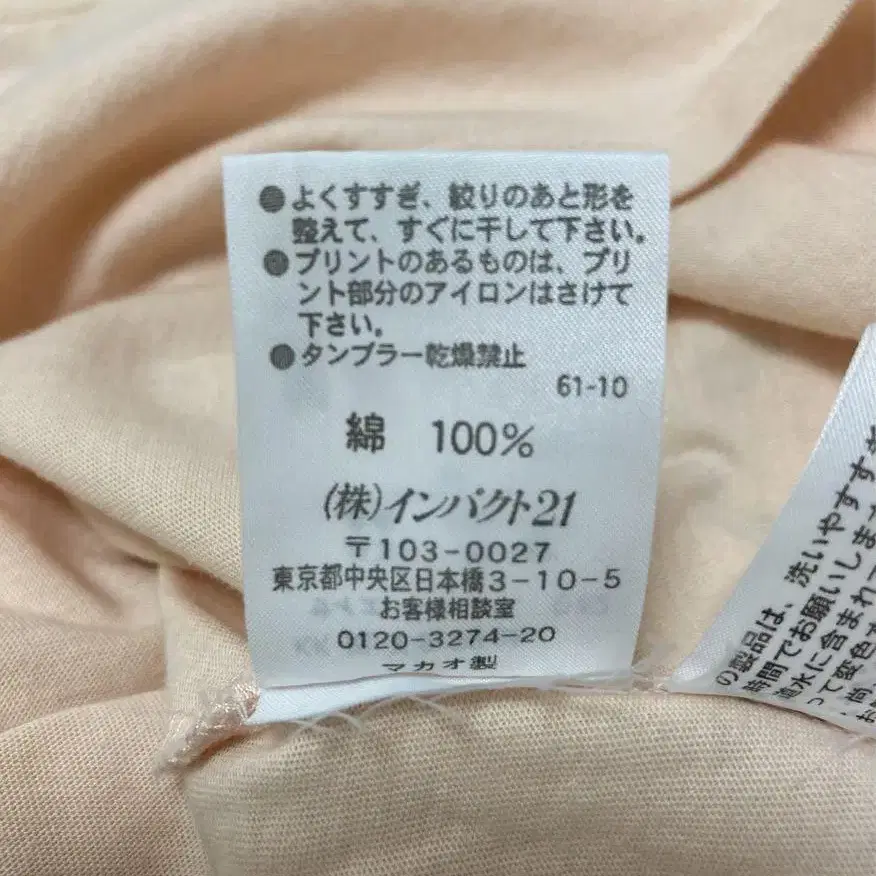 ●よくすすぎ、絞りのあと形を
整えて、すぐに干して下さい。
●プリントのあるものは、プリ
ント部分のアイロンはさけて
下さい。
●タンブラー乾燥禁止
61-10
綿 100%
(株)インパクト21
〒103-0027
東京都中央区日本橋3-10-5
お客様相談室
0120-3274-20
マカオ製
の製品は、洗いやすすぎ
時間でお願いしま
水に含まれ
って変色